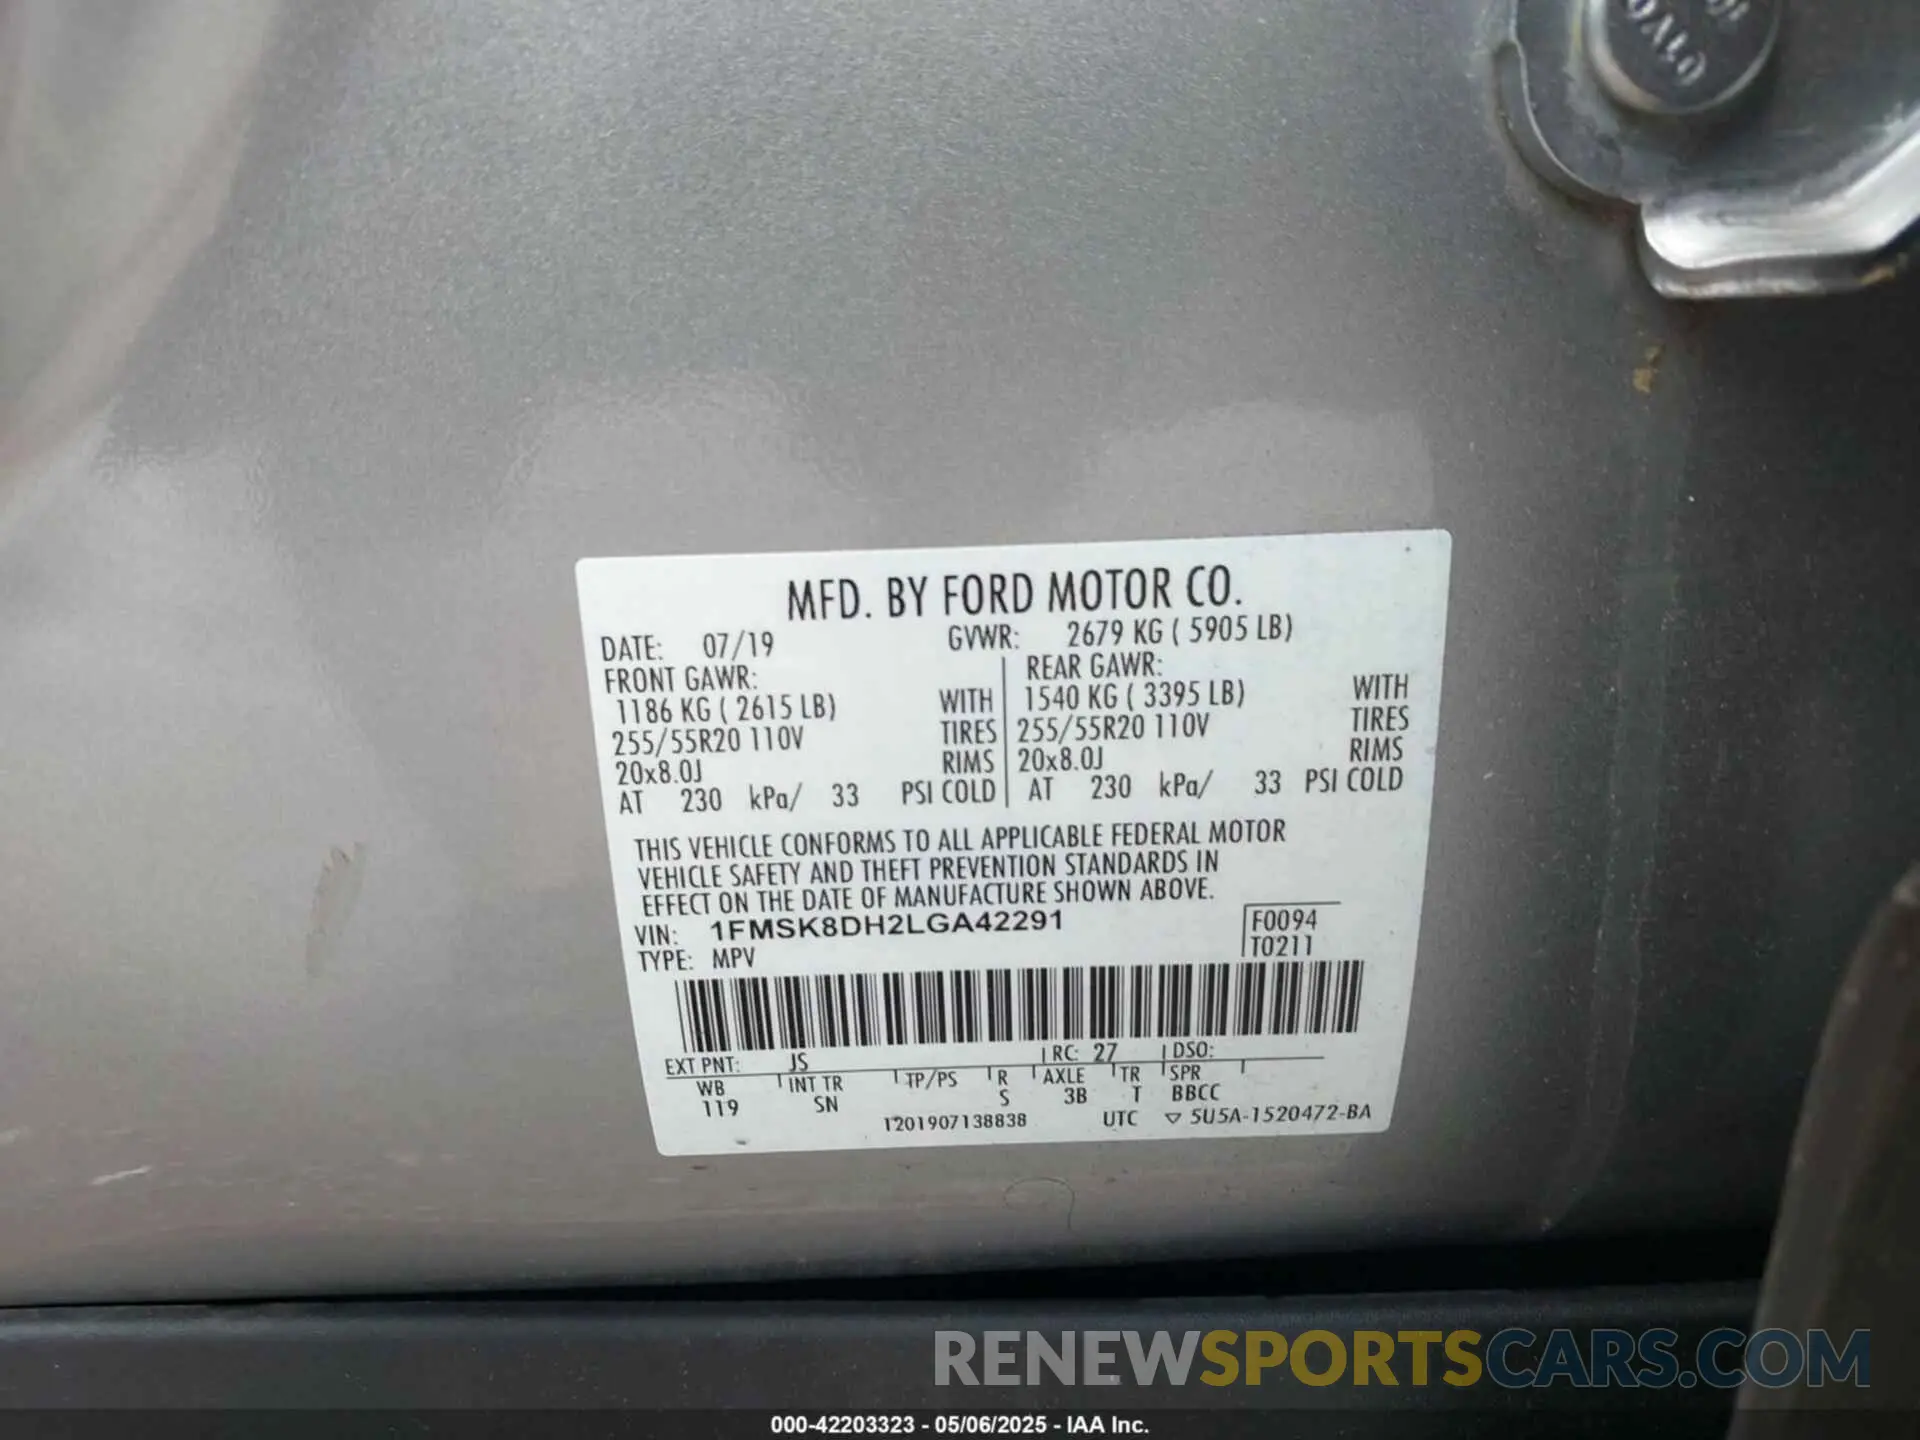 MFD. BY FORD MOTOR CO.
DATE: 07/19 GVWR: 2679 KG ( 5905 LB)
FRONT GAWR: REAR GAWR:
1186 KG ( 2615 LB) WITH 1540 KG ( 3395 LB) WITH
255/55R20 110V TIRES 255/55R20 110V TIRES
20x8.0J RIMS 20x8.0J RIMS
AT 230 kPa/ 33 PSI COLD AT 230 kPa/ 33 PSI COLD
THIS VEHICLE CONFORMS TO ALL APPLICABLE FEDERAL MOTOR
VEHICLE SAFETY AND THEFT PREVENTION STANDARDS IN
EFFECT ON THE DATE OF MANUFACTURE SHOWN ABOVE.
VIN: 1FMSK8DH2LGA42291 F0094
TYPE: MPV T0211
EXT PNT: JS RC: 27 DSO:
WB INT TR TP/PS R AXLE TR SPR
119 SN S 3B T BBCC
1201907138838 UTC ▽ 5U5A-1520472-BA
RENEWSPORTSCARS.COM
000-42203323 - 05/06/2025 - IAA Inc.